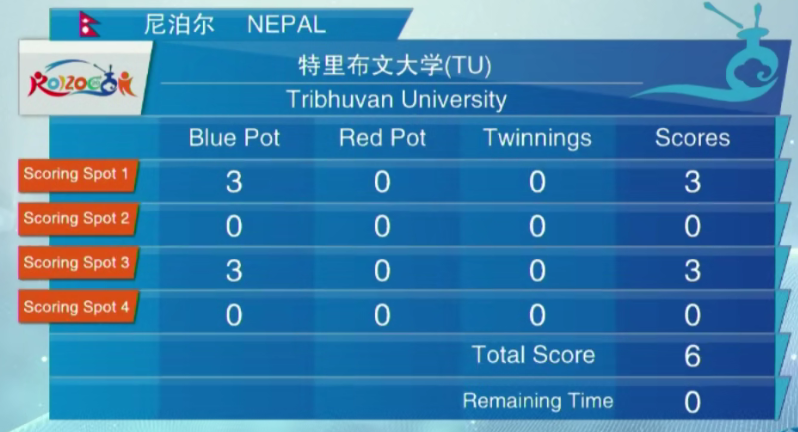 尼泊尔 NEPAL
特里布文大学(TU)
Tribhuvan University
Blue Pot Red Pot Twinnings Scores
Scoring Spot 1 3 0 0 3
Scoring Spot 2 0 0 0 0
Scoring Spot 3 3 0 0 3
Scoring Spot 4 0 0 0 0
Total Score 6
Remaining Time 0